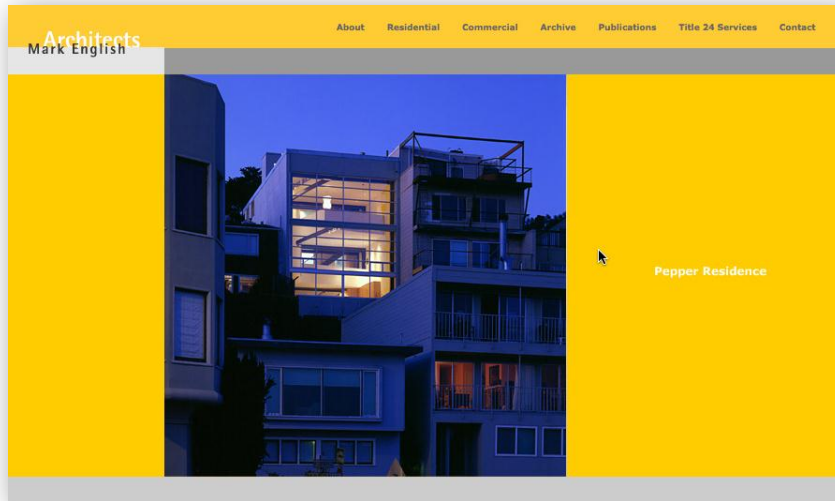 Architects
Mark English
About Residential Commercial Archive Publications Title 24 Services Contact
Pepper Residence